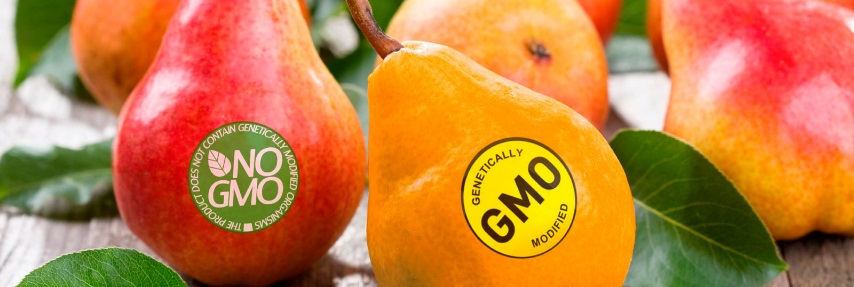 NO
GMO
THE PRODUCT DOES NOT CONTAIN GENETICALLY MODIFIED ORGANISMS
GENETICALLY
GMO
MODIFIED